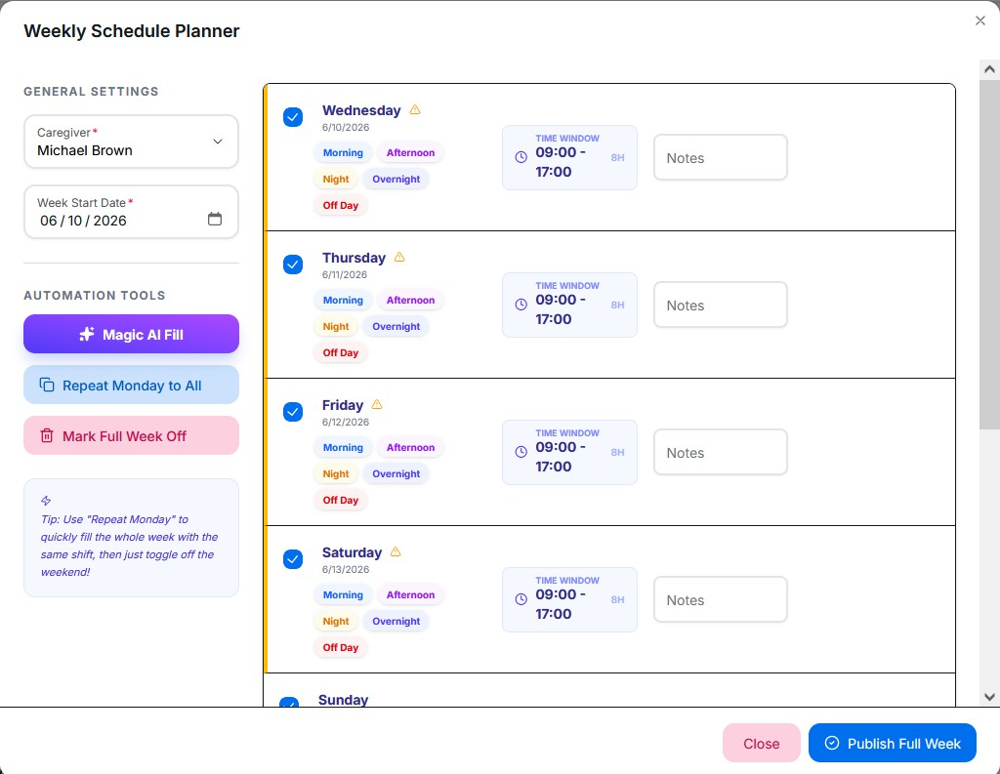 Weekly Schedule Planner
GENERAL SETTINGS
Caregiver*
Michael Brown
Week Start Date*
06 / 10 / 2026
AUTOMATION TOOLS
Magic AI Fill
Repeat Monday to All
Mark Full Week Off
Tip: Use "Repeat Monday" to
quickly fill the whole week with the
same shift, then just toggle off the
weekend!
Wednesday
6/10/2026
Morning Afternoon
Night Overnight
Off Day
TIME WINDOW
09:00 -
17:00
8H
Notes
Thursday
6/11/2026
Morning Afternoon
Night Overnight
Off Day
TIME WINDOW
09:00 -
17:00
8H
Notes
Friday
6/12/2026
Morning Afternoon
Night Overnight
Off Day
TIME WINDOW
09:00 -
17:00
8H
Notes
Saturday
6/13/2026
Morning Afternoon
Night Overnight
Off Day
TIME WINDOW
09:00 -
17:00
8H
Notes
Sunday
Close
Publish Full Week